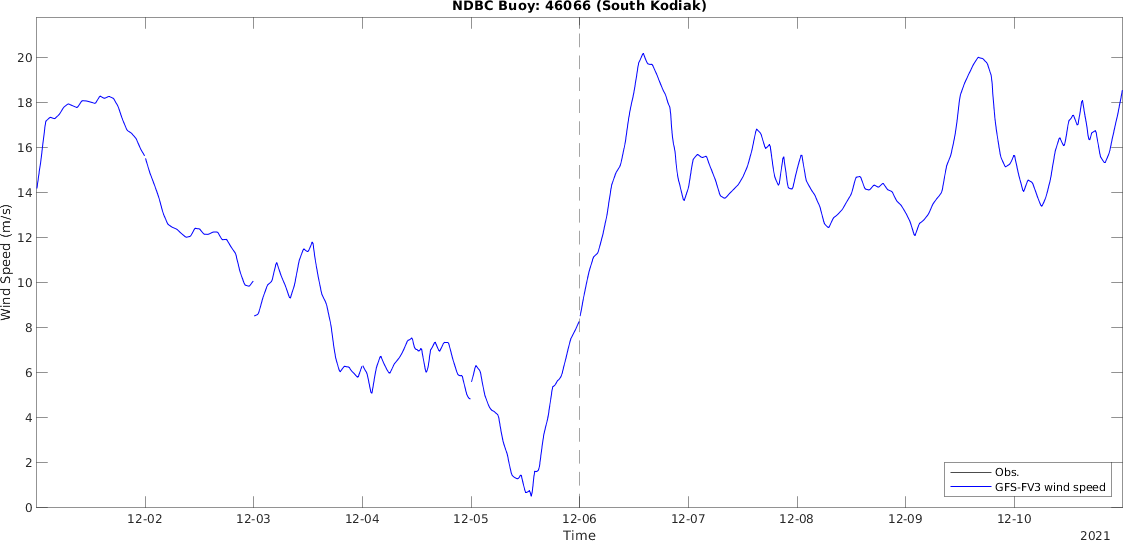 NDBC Buoy: 46066 (South Kodiak)
Wind Speed (m/s)
20
18
16
14
12
10
8
6
4
2
0
12-02 12-03 12-04 12-05 12-06 12-07 12-08 12-09 12-10
Time
2021
Obs.
GFS-FV3 wind speed